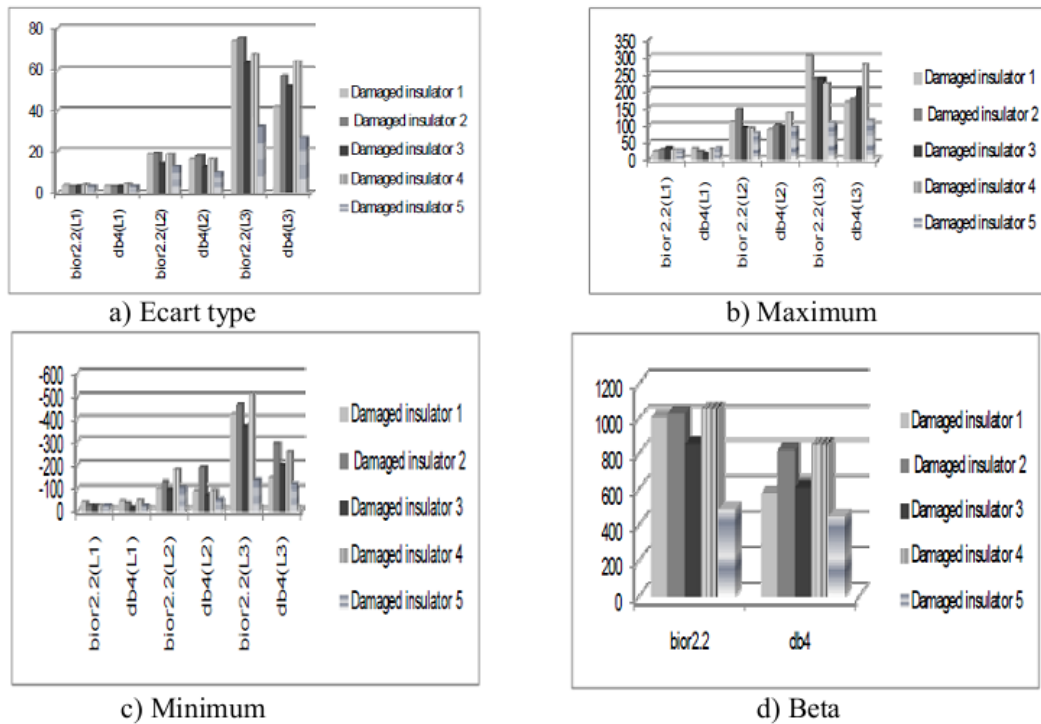 80
60
40
20
0
bior2.2(L1)
db4(L1)
bior2.2(L2)
db4(L2)
bior2.2(L3)
db4(L3)
Damaged insulator 1
Damaged insulator 2
Damaged insulator 3
Damaged insulator 4
Damaged insulator 5
a) Ecart type
350
300
250
200
150
100
50
0
bior2.2(L1)
db4(L1)
bior2.2(L2)
db4(L2)
bior2.2(L3)
db4(L3)
Damaged insulator 1
Damaged insulator 2
Damaged insulator 3
Damaged insulator 4
Damaged insulator 5
b) Maximum
-600
-500
-400
-300
-200
-100
0
bior2.2(L1)
db4(L1)
bior2.2(L2)
db4(L2)
bior2.2(L3)
db4(L3)
Damaged insulator 1
Damaged insulator 2
Damaged insulator 3
Damaged insulator 4
Damaged insulator 5
c) Minimum
1200
1000
800
600
400
200
0
bior2.2
db4
Damaged insulator 1
Damaged insulator 2
Damaged insulator 3
Damaged insulator 4
Damaged insulator 5
d) Beta